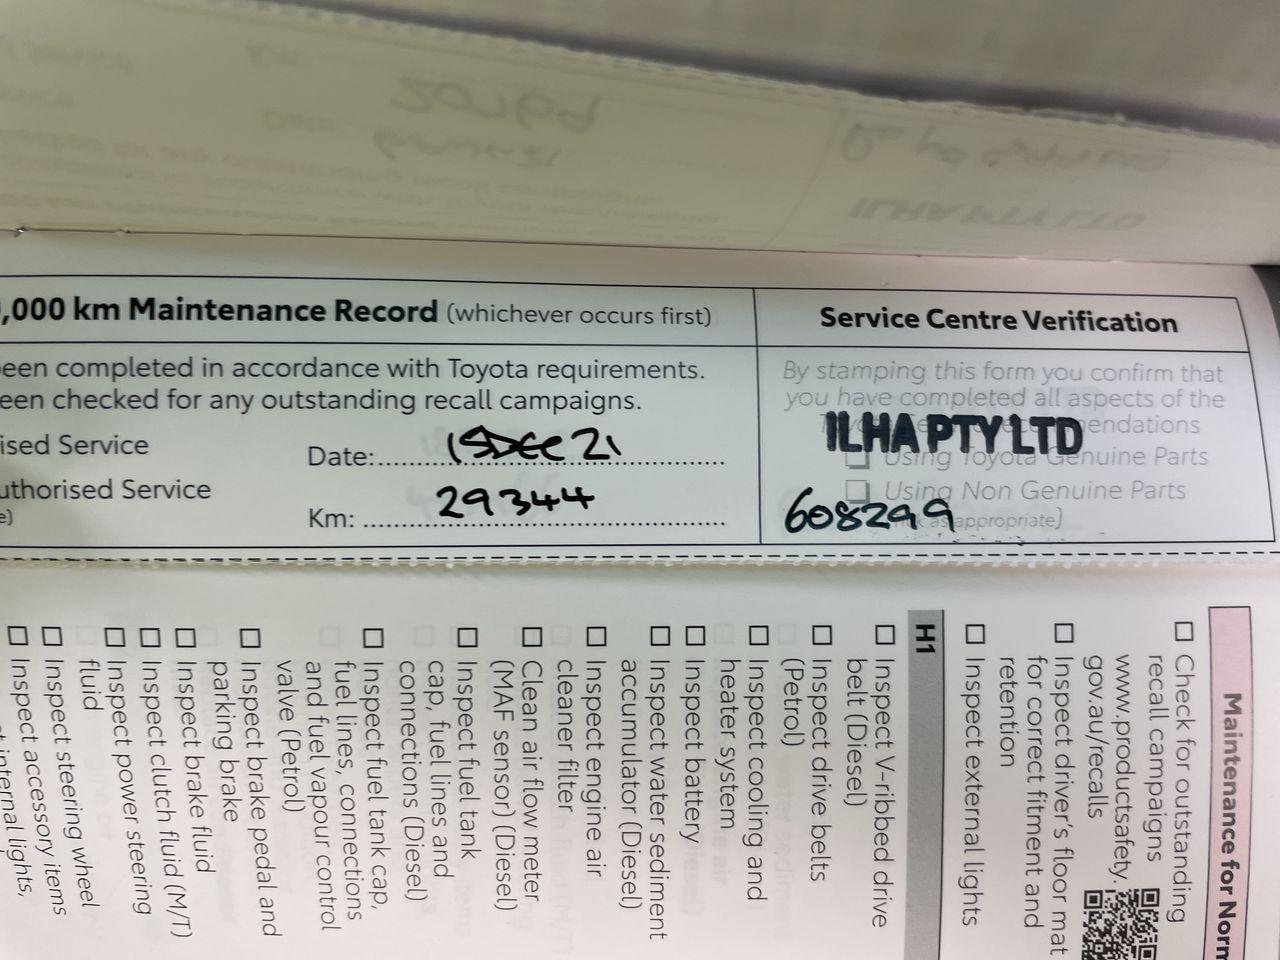 ,000 km Maintenance Record (whichever occurs first)
een completed in accordance with Toyota requirements.
een checked for any outstanding recall campaigns.
ised Service
Date: 15DEC21
uthorised Service
Km: 29344
Service Centre Verification
By stamping this form you confirm that
you have completed all aspects of the
ILHA PTY LTD
endations
Using Toyota Genuine Parts
Using Non Genuine Parts
608299
as appropriate)
Maintenance for Norm
Check for outstanding
recall campaigns
www.productsafety.
gov.au/recalls
Inspect driver's floor mat
for correct fitment and
retention
Inspect external lights
H1
Inspect V-ribbed drive
belt (Diesel)
Inspect drive belts
(Petrol)
Inspect cooling and
heater system
Inspect battery
Inspect water sediment
accumulator (Diesel)
Inspect engine air
cleaner filter
Clean air flow meter
(MAF sensor) (Diesel)
Inspect fuel tank
cap, fuel lines and
connections (Diesel)
Inspect fuel tank cap,
fuel lines, connections
and fuel vapour control
valve (Petrol)
Inspect brake pedal and
parking brake
Inspect brake fluid
Inspect clutch fluid (M/T)
Inspect power steering
fluid
Inspect steering wheel
Inspect accessory items
internal lights,